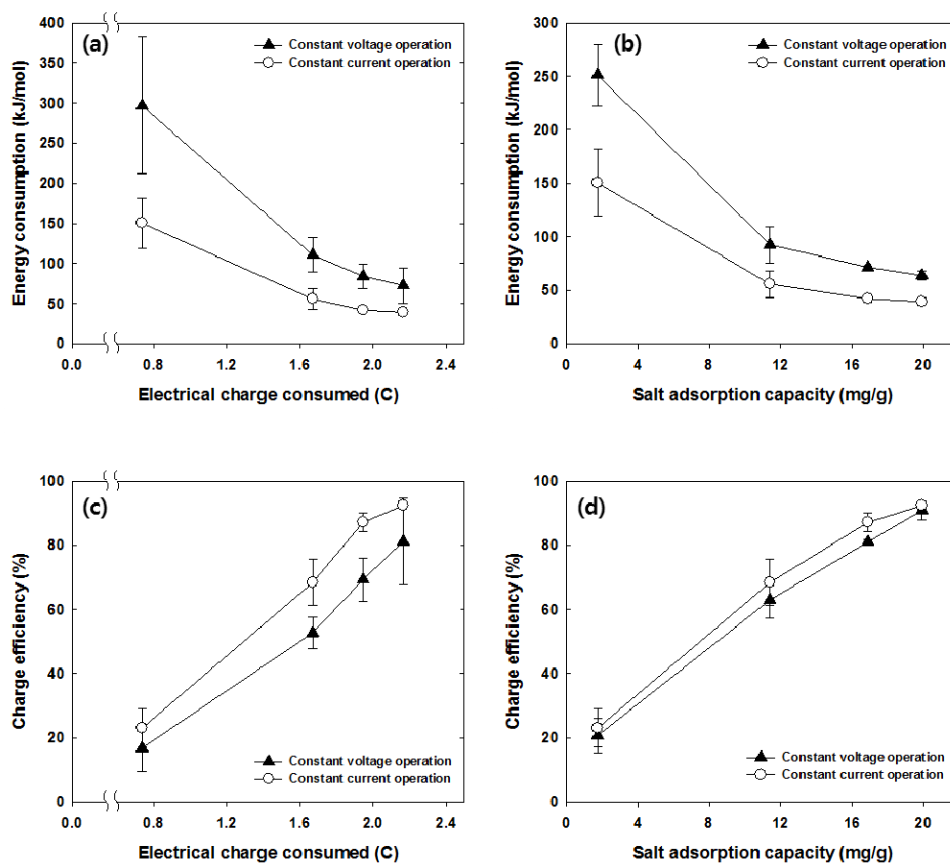 (a)
Constant voltage operation
Constant current operation
Energy consumption (kJ/mol)
400
350
300
250
200
150
100
50
0
0.0 0.8 1.2 1.6 2.0 2.4
Electrical charge consumed (C)
(b)
Constant voltage operation
Constant current operation
Energy consumption (kJ/mol)
300
250
200
150
100
50
0
0 4 8 12 16 20
Salt adsorption capacity (mg/g)
(c)
Charge efficiency (%)
100
80
60
40
20
0
Constant voltage operation
Constant current operation
0.0 0.8 1.2 1.6 2.0 2.4
Electrical charge consumed (C)
(d)
Charge efficiency (%)
100
80
60
40
20
0
Constant voltage operation
Constant current operation
0 4 8 12 16 20
Salt adsorption capacity (mg/g)